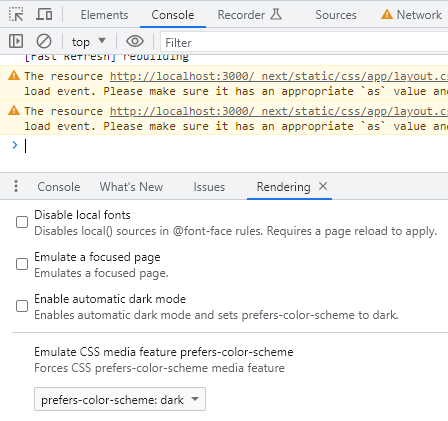 Elements Console Recorder Sources Network
top Filter
[Fast Refresh] rebuilding
The resource http://localhost:3000/_next/static/css/app/layout.cs
load event. Please make sure it has an appropriate `as` value and
The resource http://localhost:3000/_next/static/css/app/layout.cs
load event. Please make sure it has an appropriate `as` value and
Console What's New Issues Rendering
Disable local fonts
Disables local() sources in @font-face rules. Requires a page reload to apply.
Emulate a focused page
Emulates a focused page.
Enable automatic dark mode
Enables automatic dark mode and sets prefers-color-scheme to dark.
Emulate CSS media feature prefers-color-scheme
Forces CSS prefers-color-scheme media feature
prefers-color-scheme: dark